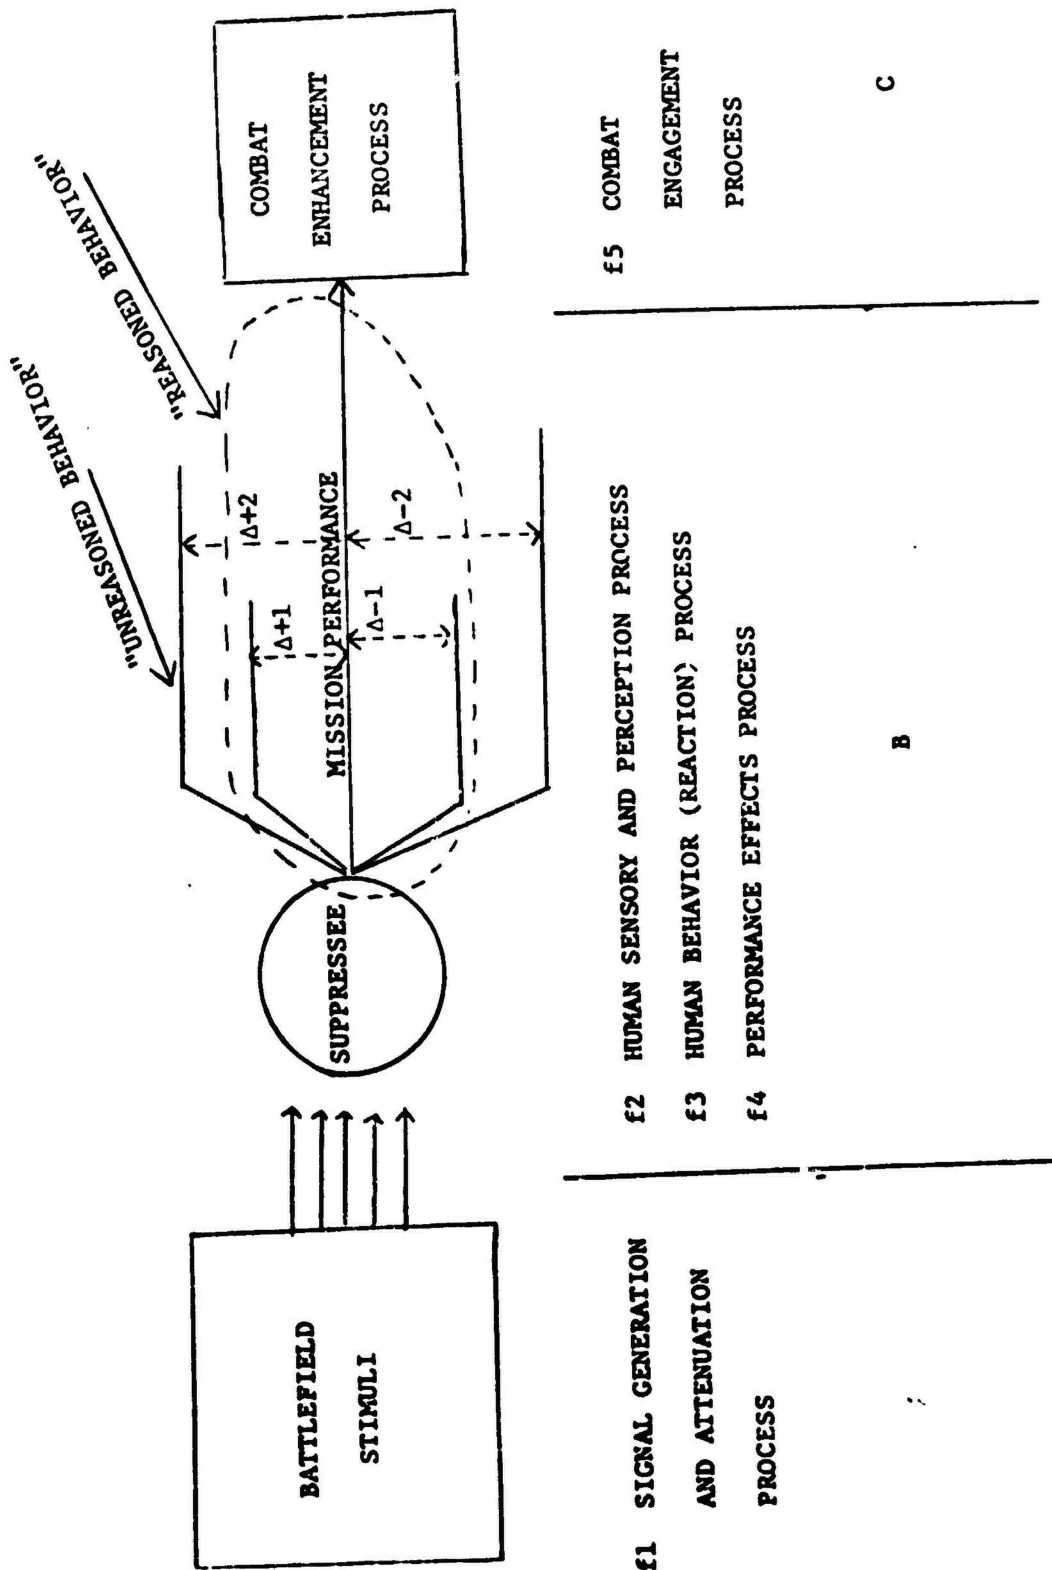 "UNREASONED BEHAVIOR"
"REASONED BEHAVIOR"
BATTLEFIELD
STIMULI
SUPPRESSEE
Δ+2
Δ+1
MISSION PERFORMANCE
Δ-1
Δ-2
COMBAT
ENHANCEMENT
PROCESS
f1 SIGNAL GENERATION
AND ATTENUATION
PROCESS
f2 HUMAN SENSORY AND PERCEPTION PROCESS
f3 HUMAN BEHAVIOR (REACTION) PROCESS
f4 PERFORMANCE EFFECTS PROCESS
B
f5 COMBAT
ENGAGEMENT
PROCESS
C